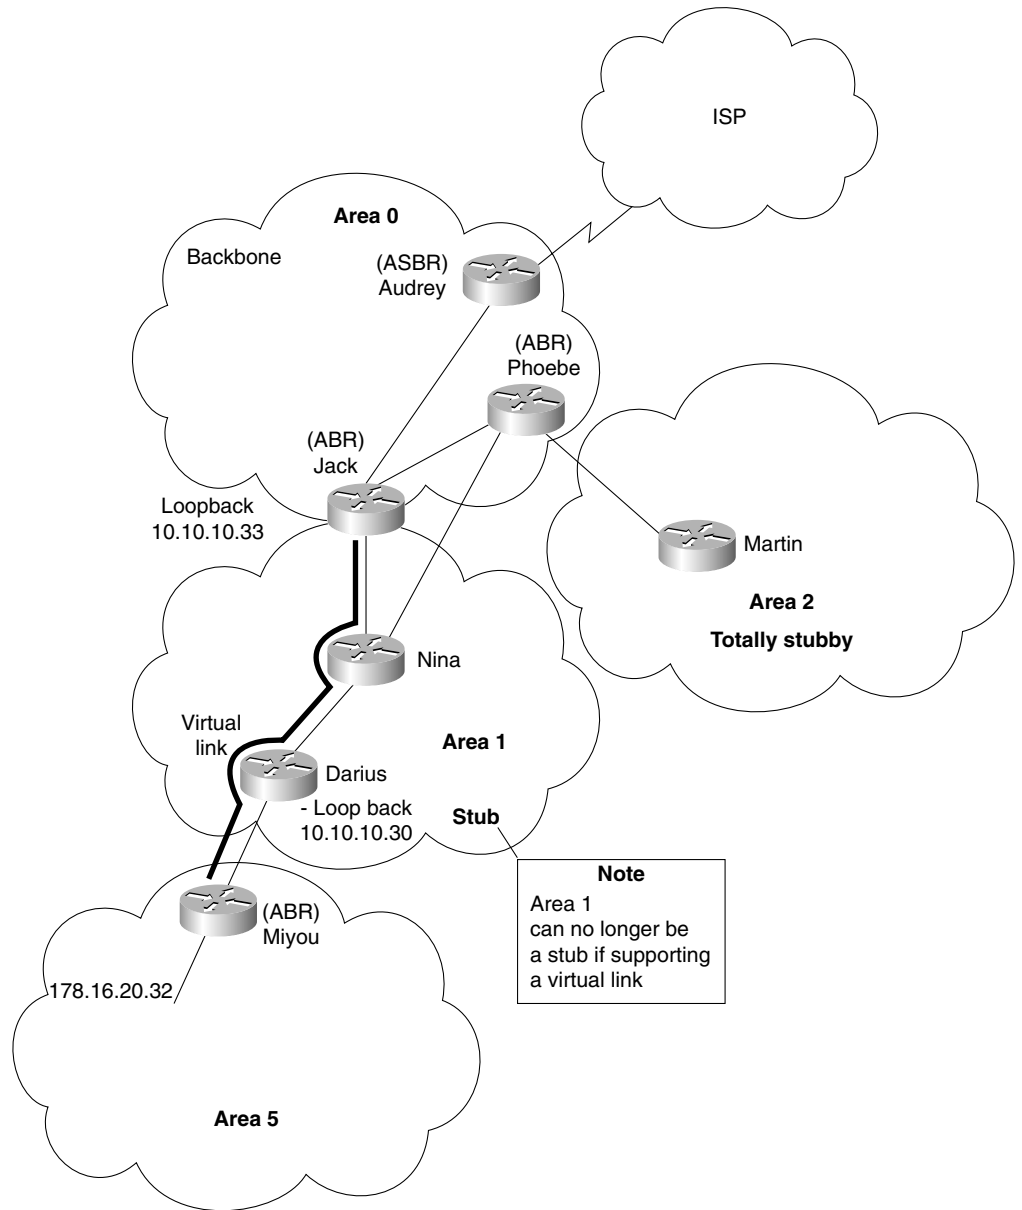 ISP
Area 0
Backbone
(ASBR)
Audrey
(ABR)
Phoebe
(ABR)
Jack
Loopback
10.10.10.33
Martin
Area 2
Totally stubby
Nina
Virtual
link
Area 1
Darius
- Loop back
10.10.10.30
Stub
Note
Area 1
can no longer be
a stub if supporting
a virtual link
(ABR)
Miyou
178.16.20.32
Area 5